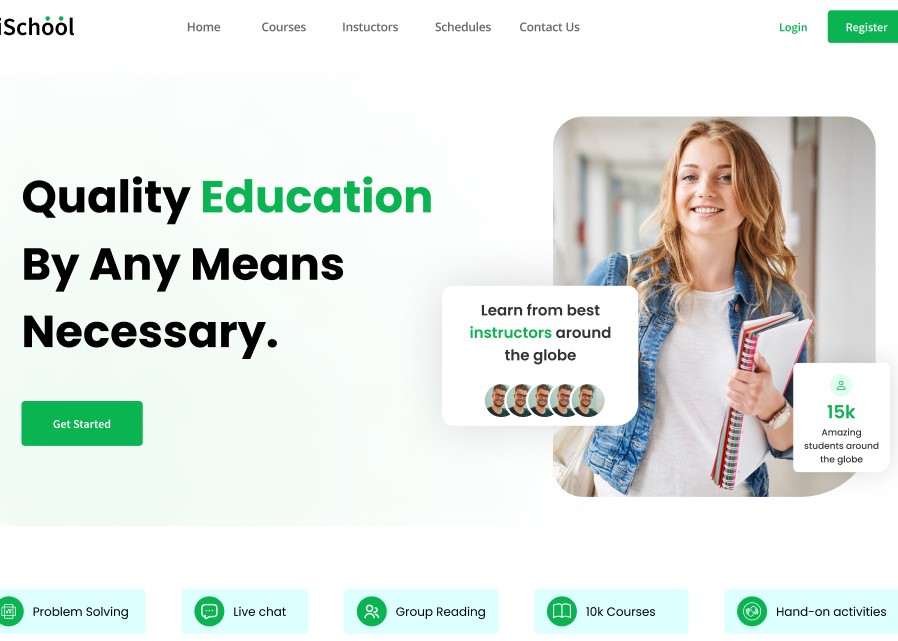 iSchööl
Home Courses Instuctors Schedules Contact Us Login Register
Quality Education
By Any Means
Necessary.
Get Started
Learn from best
instructors around
the globe
15k
Amazing
students around
the globe
Problem Solving Live chat Group Reading 10k Courses Hand-on activities